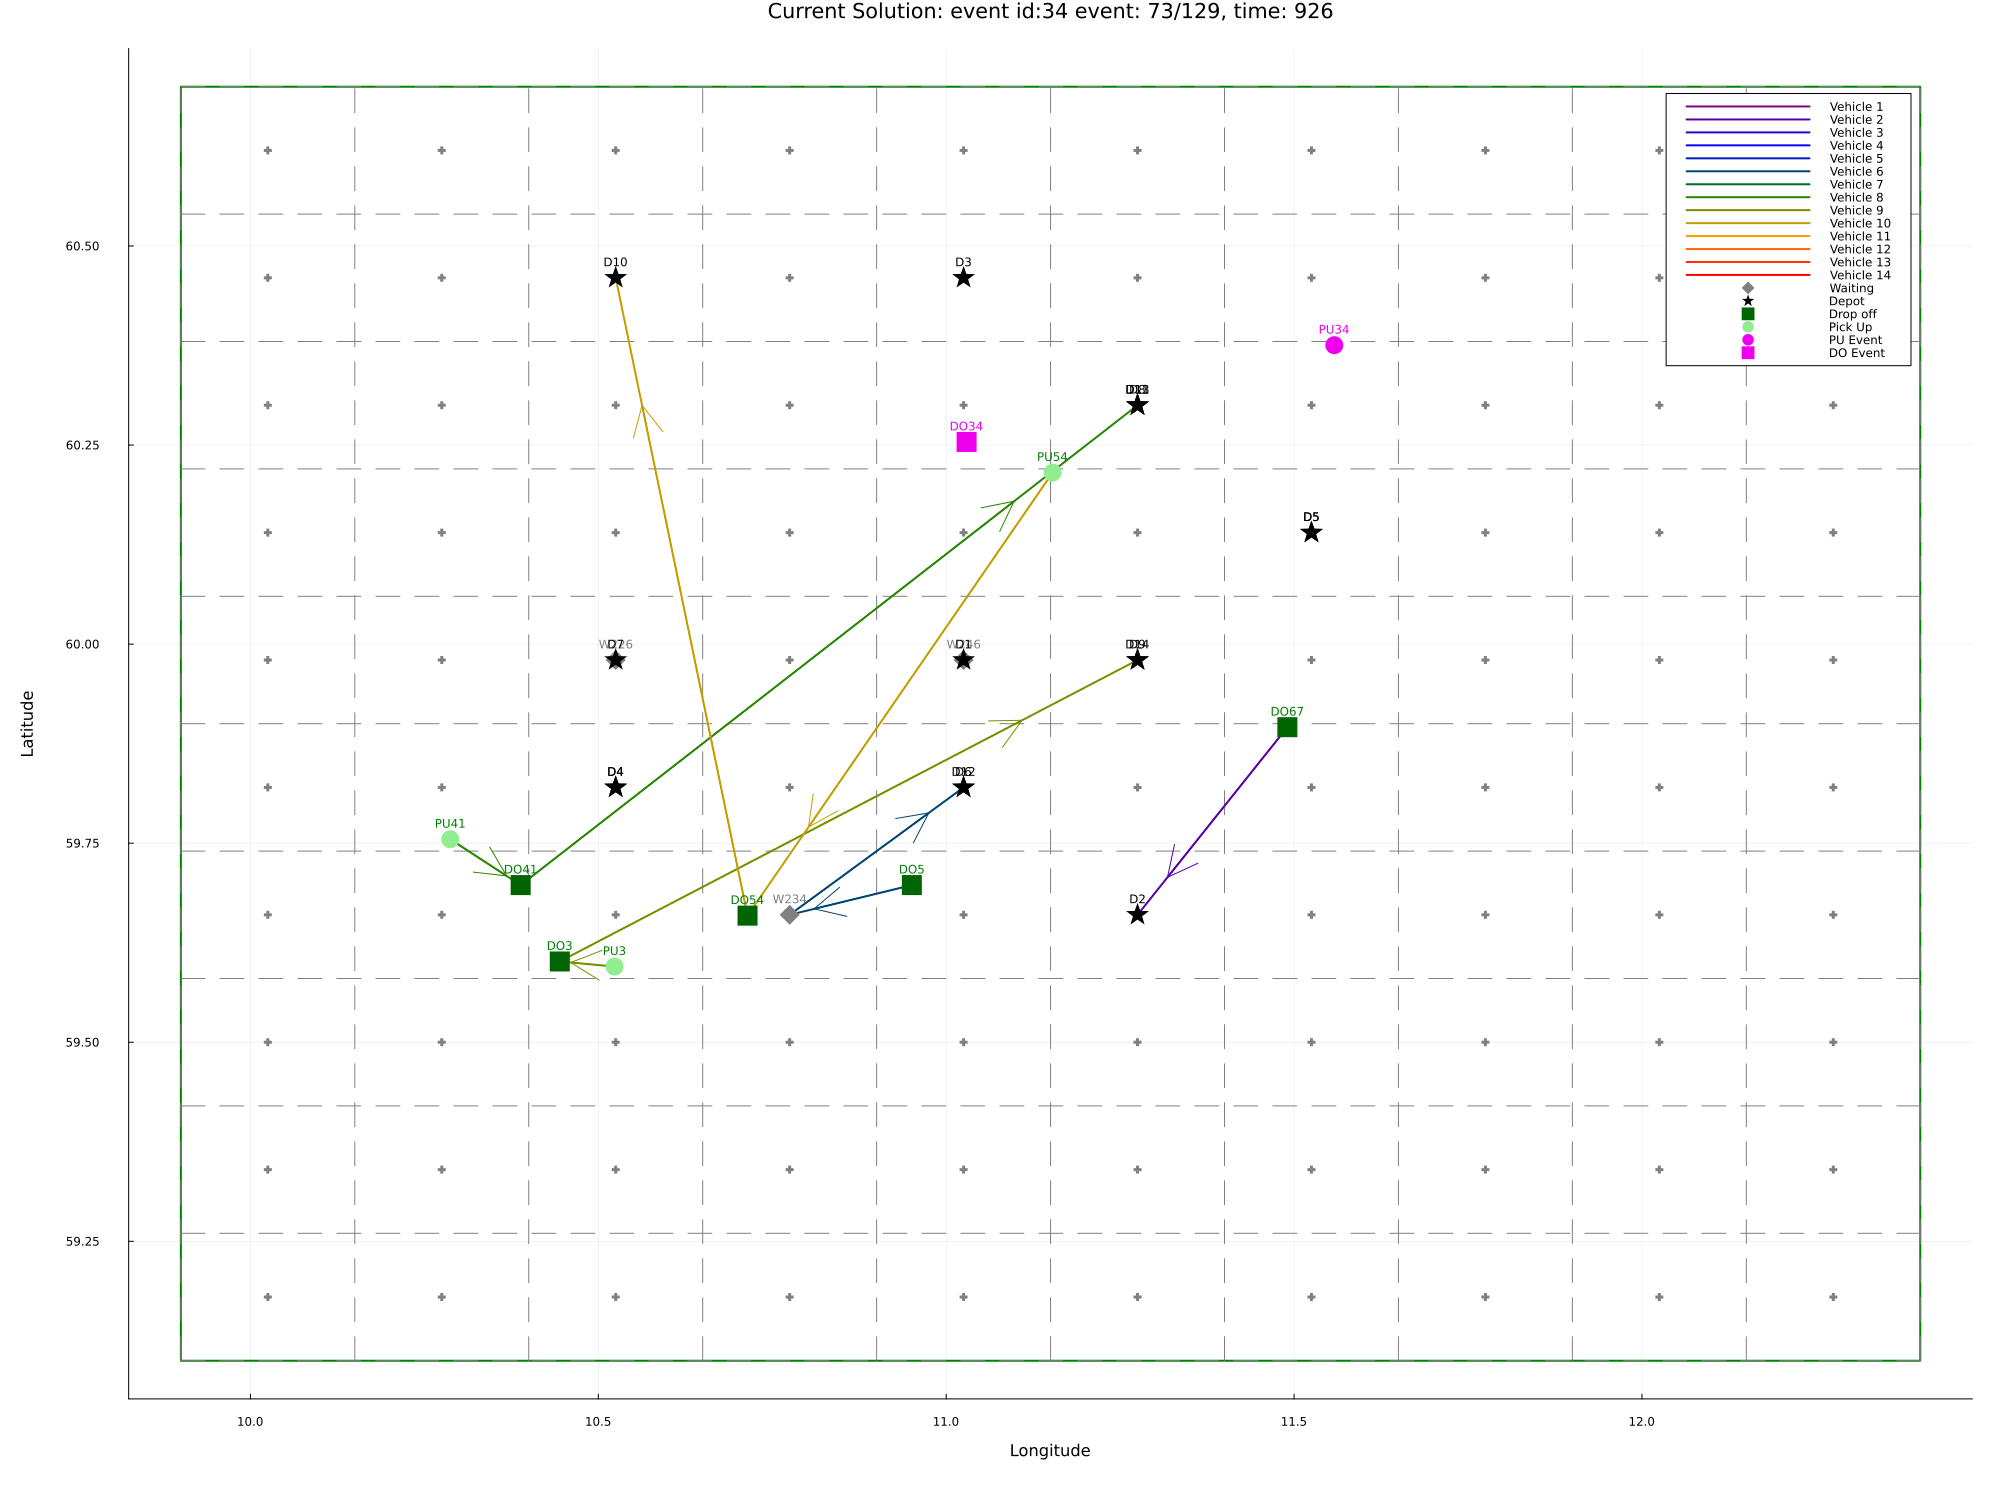 Current Solution: event id:34 event: 73/129, time: 926
Vehicle 1
Vehicle 2
Vehicle 3
Vehicle 4
Vehicle 5
Vehicle 6
Vehicle 7
Vehicle 8
Vehicle 9
Vehicle 10
Vehicle 11
Vehicle 12
Vehicle 13
Vehicle 14
Waiting
Depot
Drop off
Pick Up
PU Event
DO Event
60.50
D10
D3
PU34
DO34
60.25
PU54
D5
60.00
D7
D1
DO67
Latitude
D4
PU41
59.75
DO41
DO5
DO54
W234
D2
DO3
PU3
59.50
59.25
10.0
10.5
11.0
11.5
12.0
Longitude